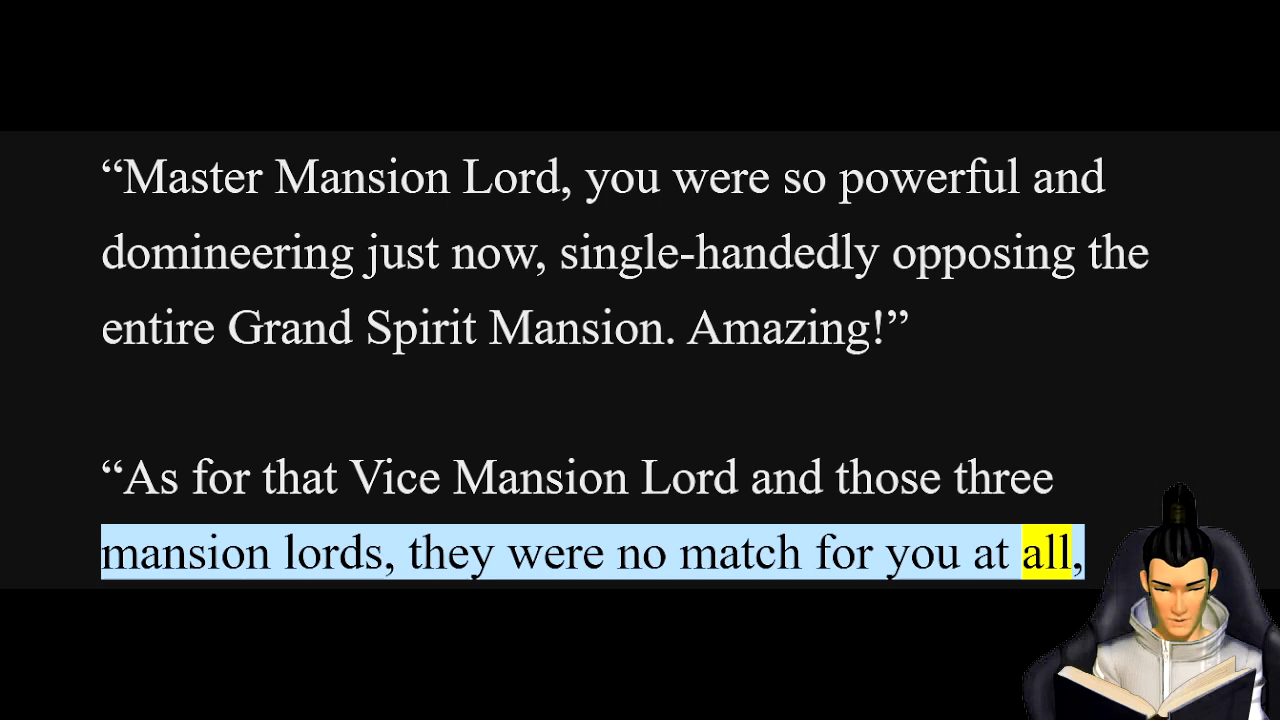 “Master Mansion Lord, you were so powerful and
domineering just now, single-handedly opposing the
entire Grand Spirit Mansion. Amazing!”
“As for that Vice Mansion Lord and those three
mansion lords, they were no match for you at all,